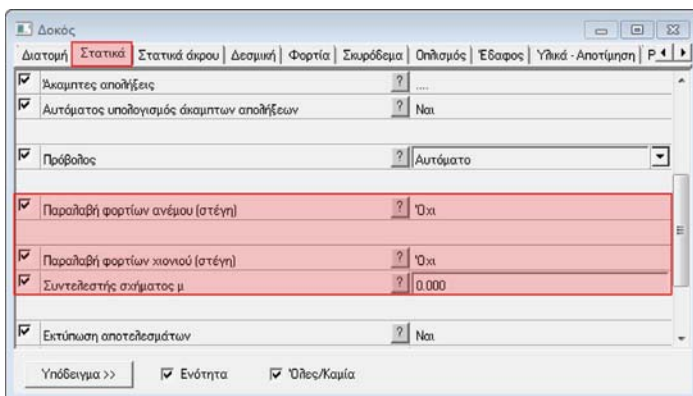 Δοκός
Διατομή Στατικά Στατικά άκρου Δεσμική Φορτία Σκυρόδεμα Οπλισμός Έδαφος Υλικά - Αποτίμηση Ρ
Άκαμπτες απολήξεις ? ....
Αυτόματος υπολογισμός άκαμπτων απολήξεων ? Ναι
Πρόβολος ? Αυτόματο
Παραλαβή φορτίων ανέμου (στέγη) ? Όχι
Παραλαβή φορτίων χιονιού (στέγη) ? Όχι
Συντελεστής σχήματος μ ? 0.000
Εκτύπωση αποτελεσμάτων ? Ναι
Υπόδειγμα >> Ενότητα Όλες/Καμία